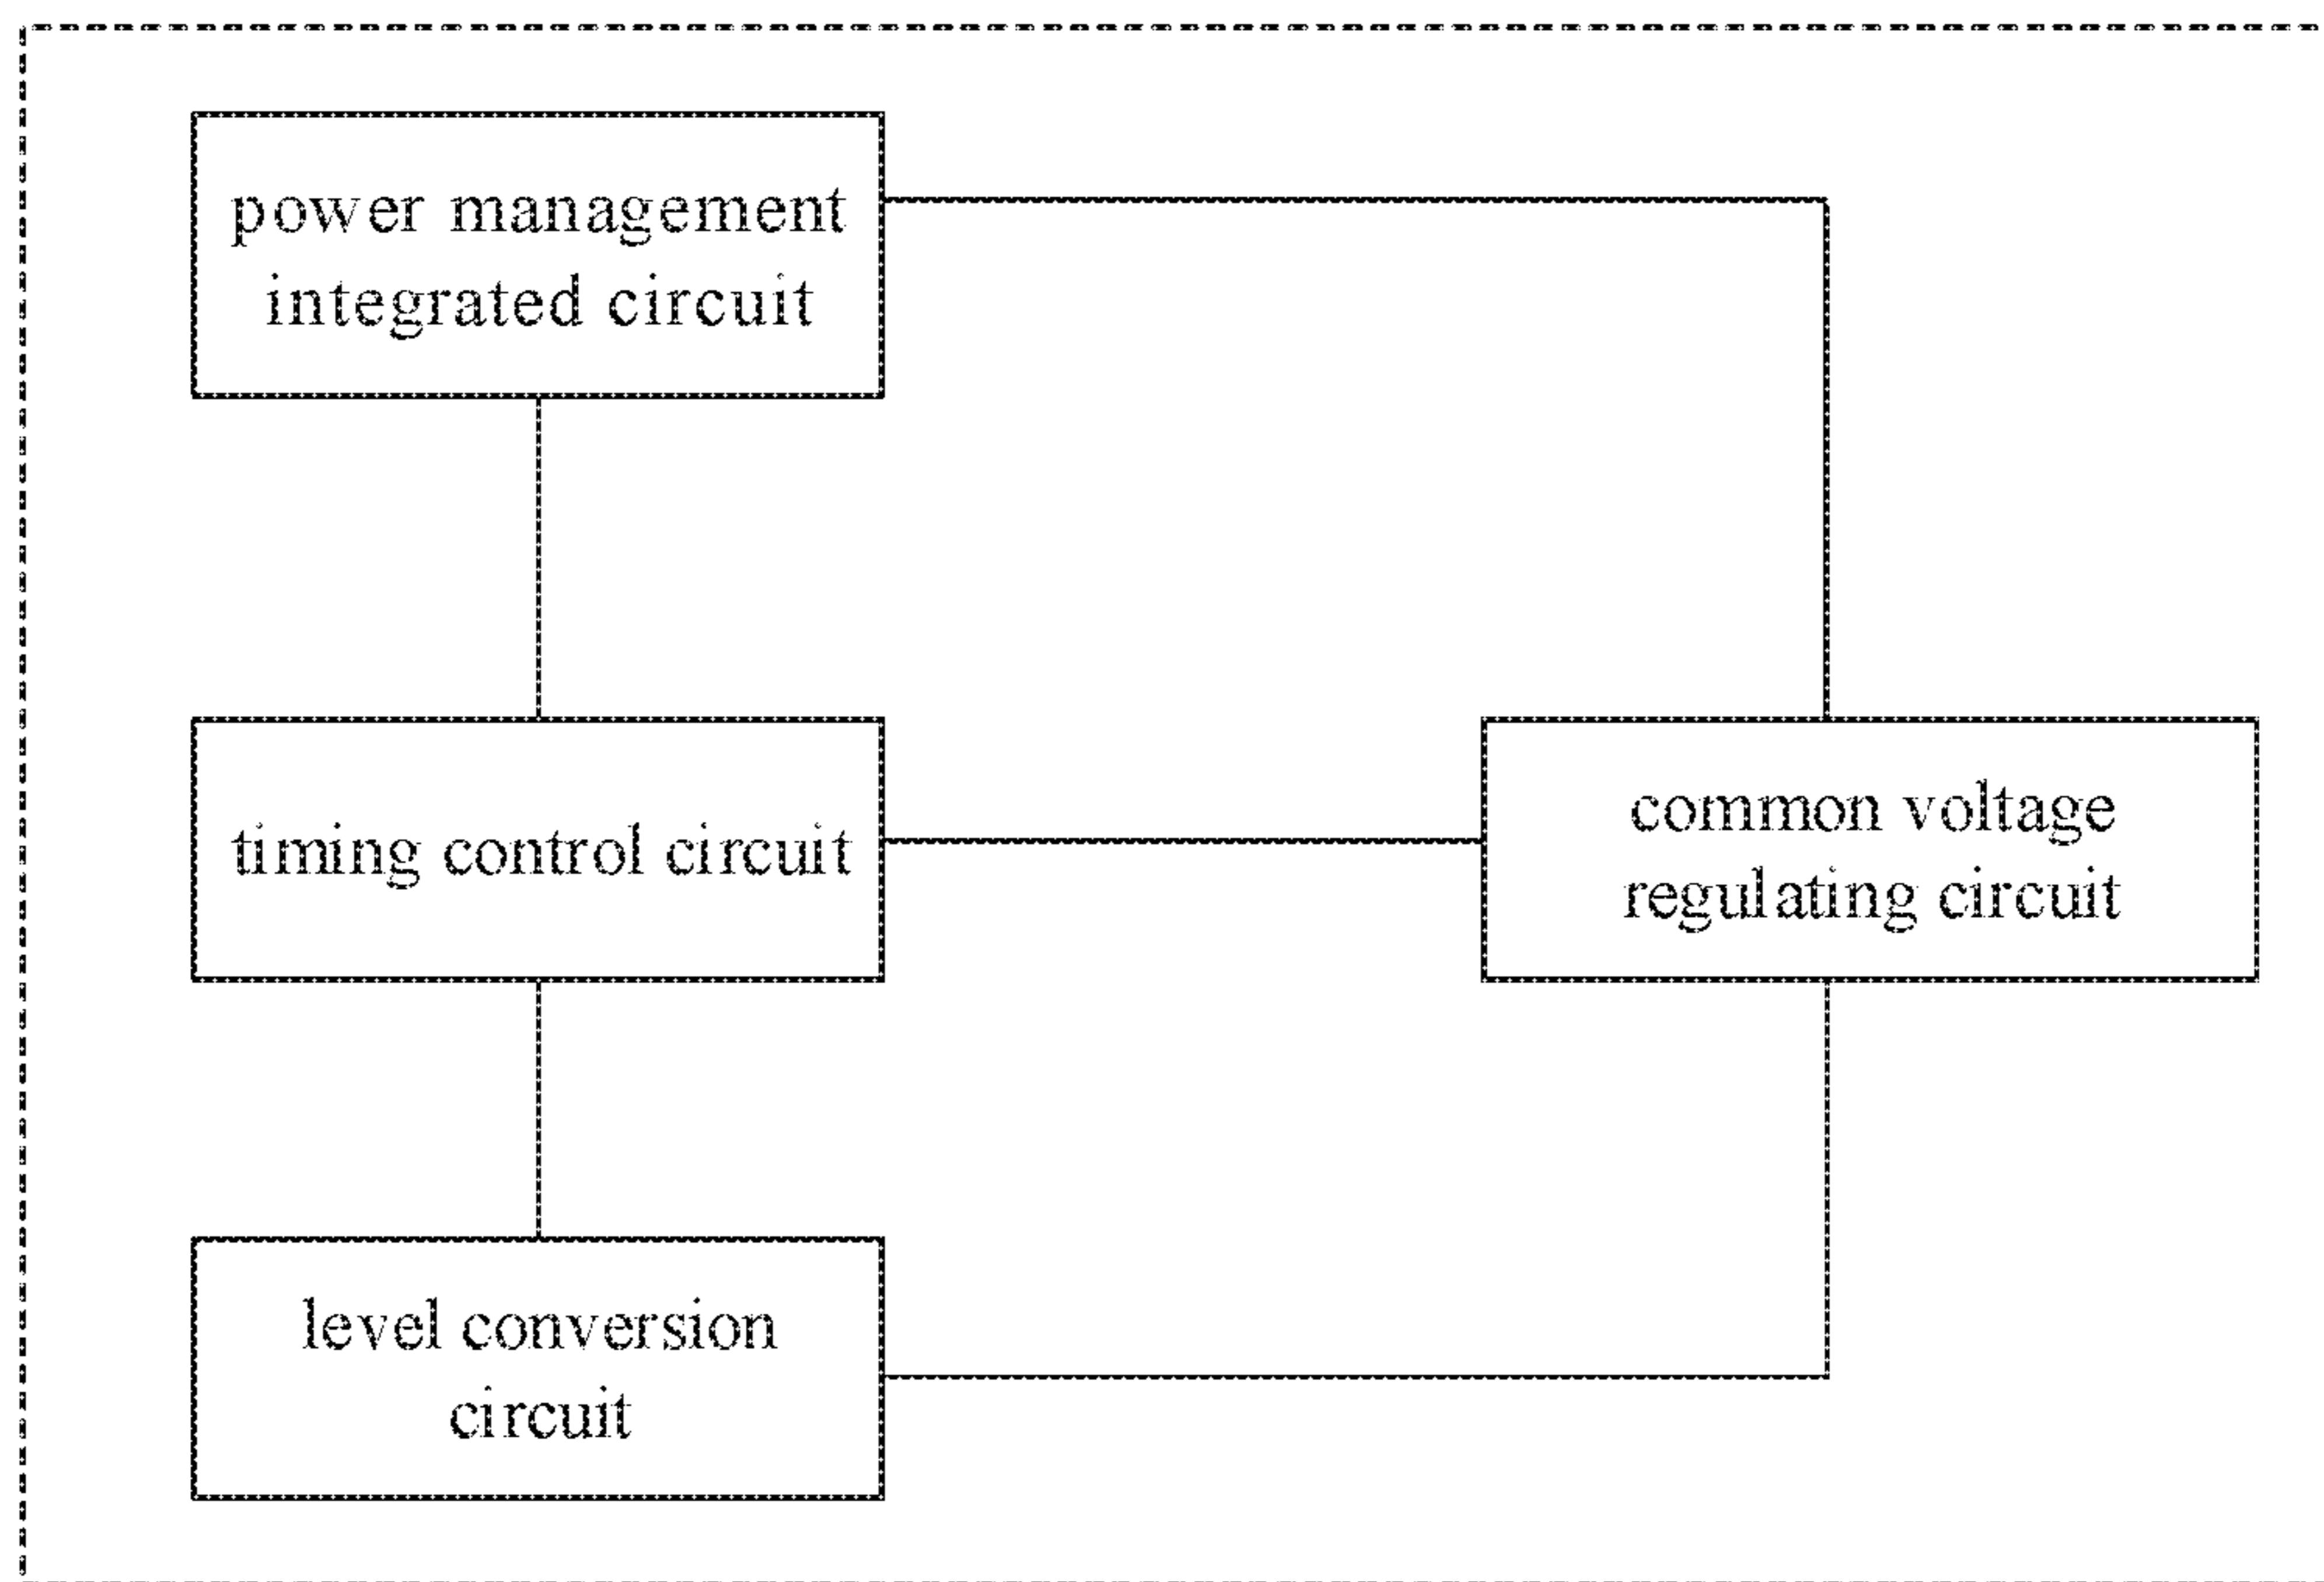 power management
integrated circuit
timing control circuit
common voltage
regulating circuit
level conversion
circuit